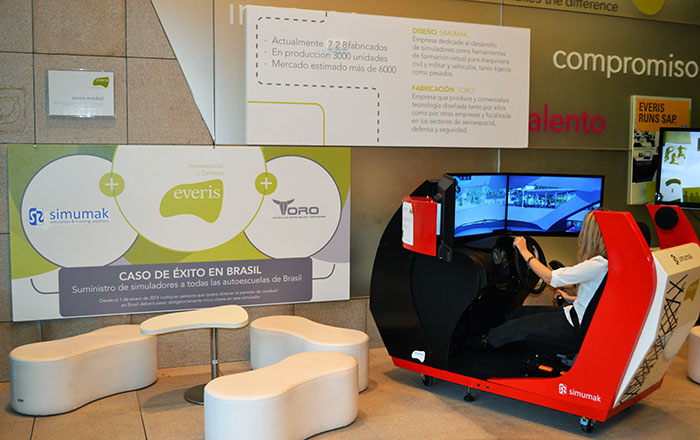 makes the difference
in
- Actualmente 728 fabricados
- En producción 3000 unidades
- Mercado estimado más de 6000
DISEÑO: SIMUMAK
Empresa dedicada al desarrollo
de simuladores como herramientas
de formación virtual para maquinaria
civil y militar y vehículos, tanto ligeros
como pesados.
FABRICACIÓN: TORO
Empresa que produce y comercializa
tecnología diseñada tanto por ellos
como por otras empresas y focalizada
en los sectores de aeroespacial,
defensa y seguridad.
compromiso
talento
EVERIS
RUNS SAP.
everis madrid
Aeroespacial
y Defensa
everis
simumak
simulation & training solutions
TORO
CASO DE ÉXITO EN BRASIL
Suministro de simuladores a todas las autoescuelas de Brasil
Desde el 1 de enero de 2014 cualquier persona que quiera obtener el permiso de conducir
en Brasil deberá pasar obligatoriamente cinco clases en este simulador
simumak
simumak